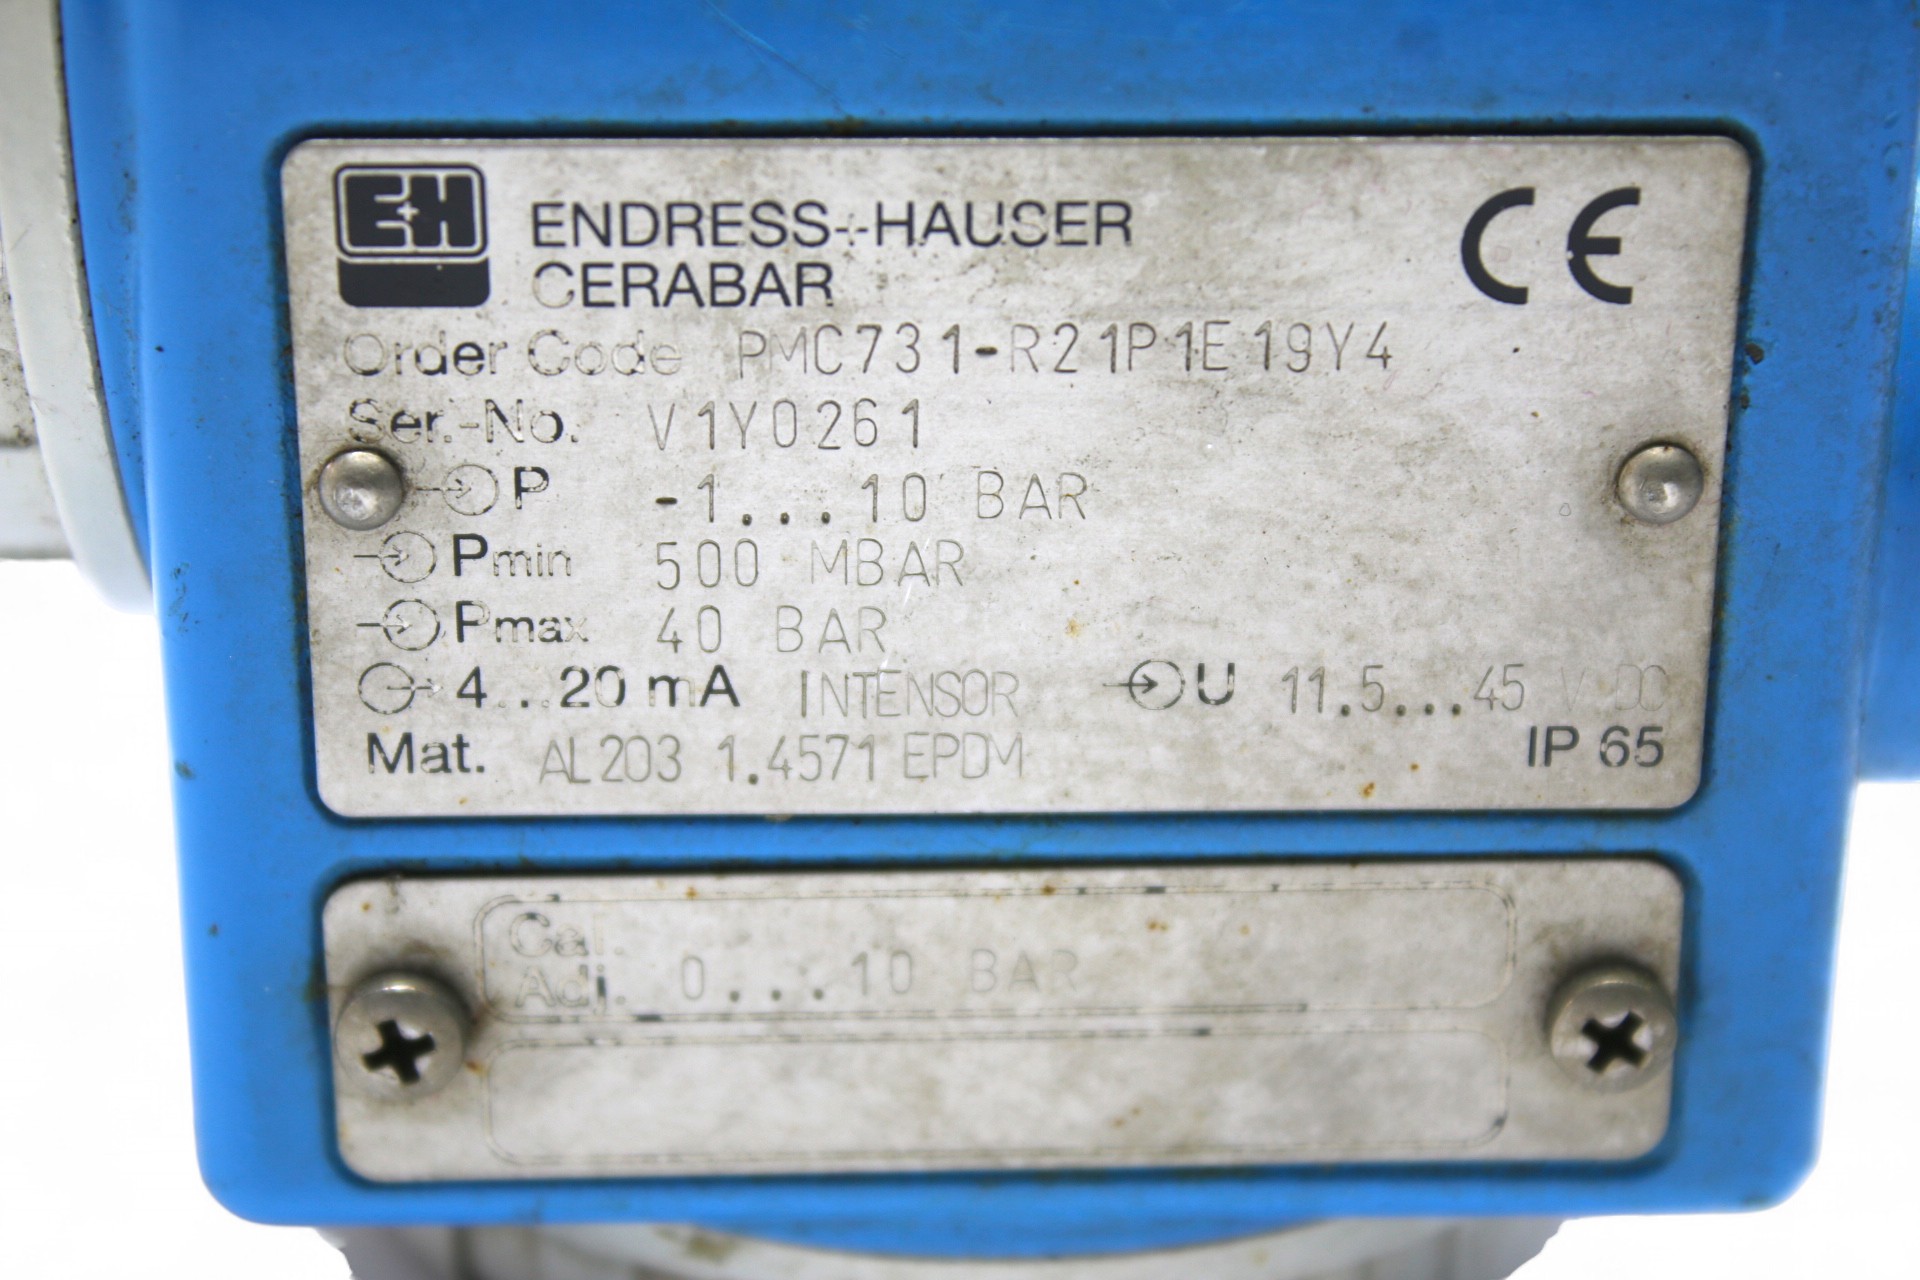 E+H ENDRESS+HAUSER
CERABAR
CE
Order Code PMC731-R21P1E19Y4
Ser.-No. V1Y0261
P -1...10 BAR
Pmin 500 MBAR
Pmax 40 BAR
4...20 mA INTENSOR U 11.5...45 V DC
Mat. AL203 1.4571 EPDM IP 65
Cal.
Adj. 0...10 BAR